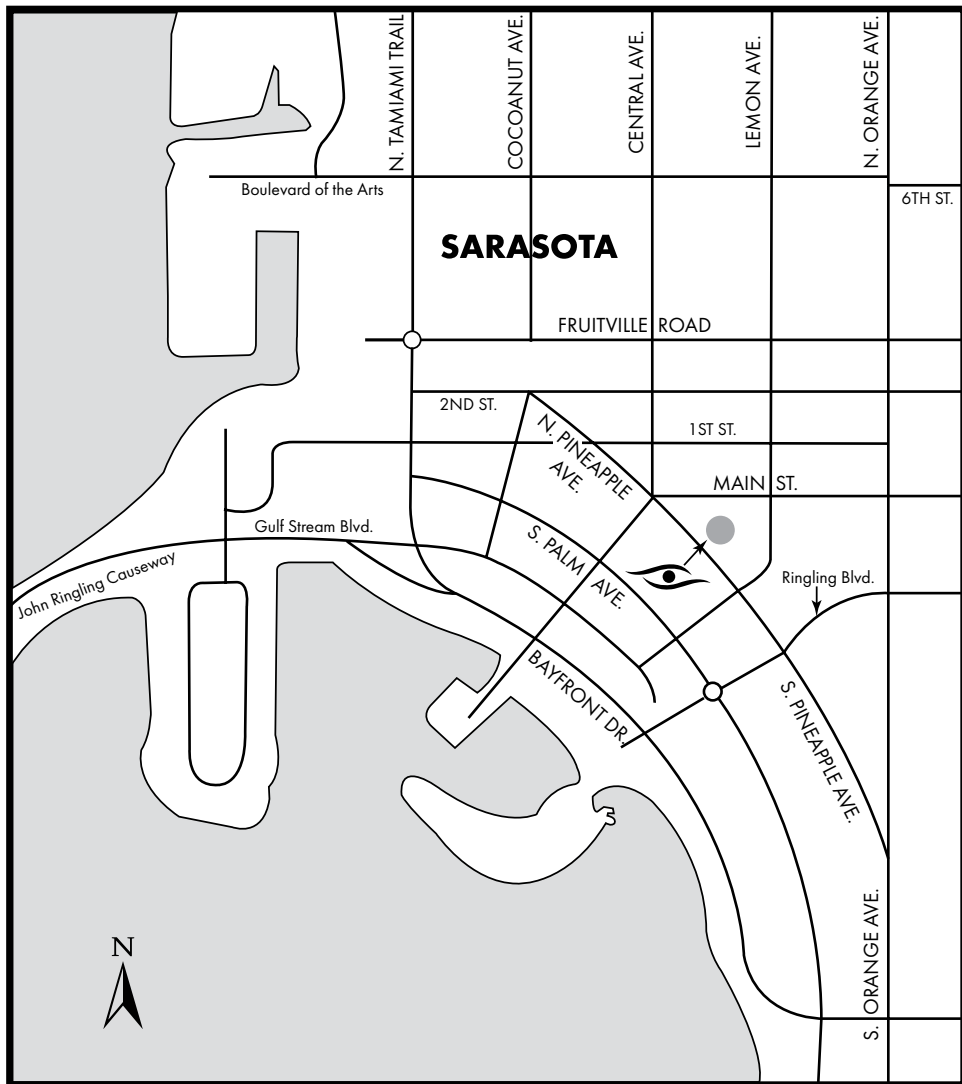 N. TAMIAMI TRAIL
COCOANUT AVE.
CENTRAL AVE.
LEMON AVE.
N. ORANGE AVE.
Boulevard of the Arts
6TH ST.
SARASOTA
FRUITVILLE ROAD
2ND ST.
N. PINEAPPLE
AVE.
1ST ST.
MAIN ST.
Gulf Stream Blvd.
S. PALM AVE.
John Ringling Causeway
Ringling Blvd.
BAYFRONT DR.
S. PINEAPPLE AVE.
S. ORANGE AVE.
N